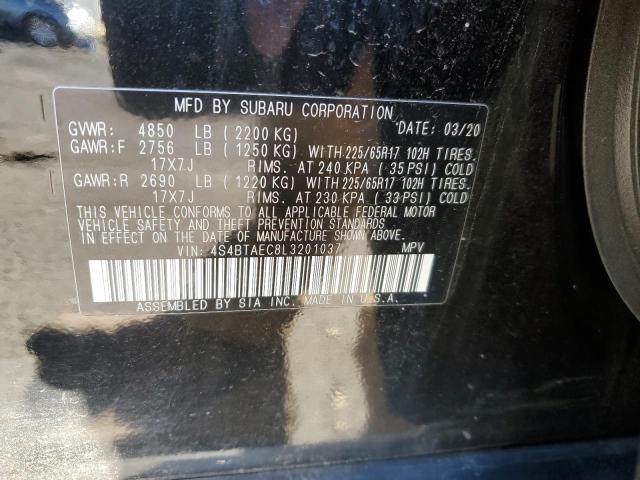 MFD BY SUBARU CORPORATION
GVWR: 4850 LB (2200 KG) DATE: 03/20
GAWR:F 2756 LB (1250 KG) WITH 225/65R17 102H TIRES.
17X7J RIMS. AT 240 KPA (35 PSI) COLD
GAWR:R 2690 LB (1220 KG) WITH 225/65R17 102H TIRES.
17X7J RIMS. AT 230 KPA (33 PSI) COLD
THIS VEHICLE CONFORMS TO ALL APPLICABLE FEDERAL MOTOR
VEHICLE SAFETY AND THEFT PREVENTION STANDARDS
IN EFFECT ON THE DATE OF MANUFACTURE SHOWN ABOVE.
VIN: 4S4BTAEC8L3201037 MPV
ASSEMBLED BY SIA INC. MADE IN U.S.A.